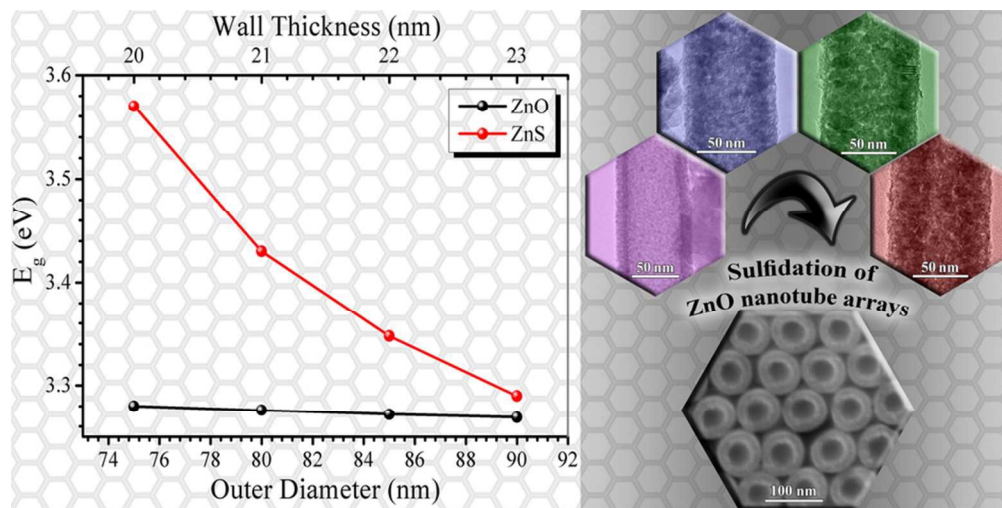 Wall Thickness (nm)
20 21 22 23
3.6
3.5
3.4
3.3
E_g (eV)
ZnO
ZnS
74 76 78 80 82 84 86 88 90 92
Outer Diameter (nm)
50 nm
50 nm
50 nm
50 nm
Sulfidation of
ZnO nanotube arrays
100 nm